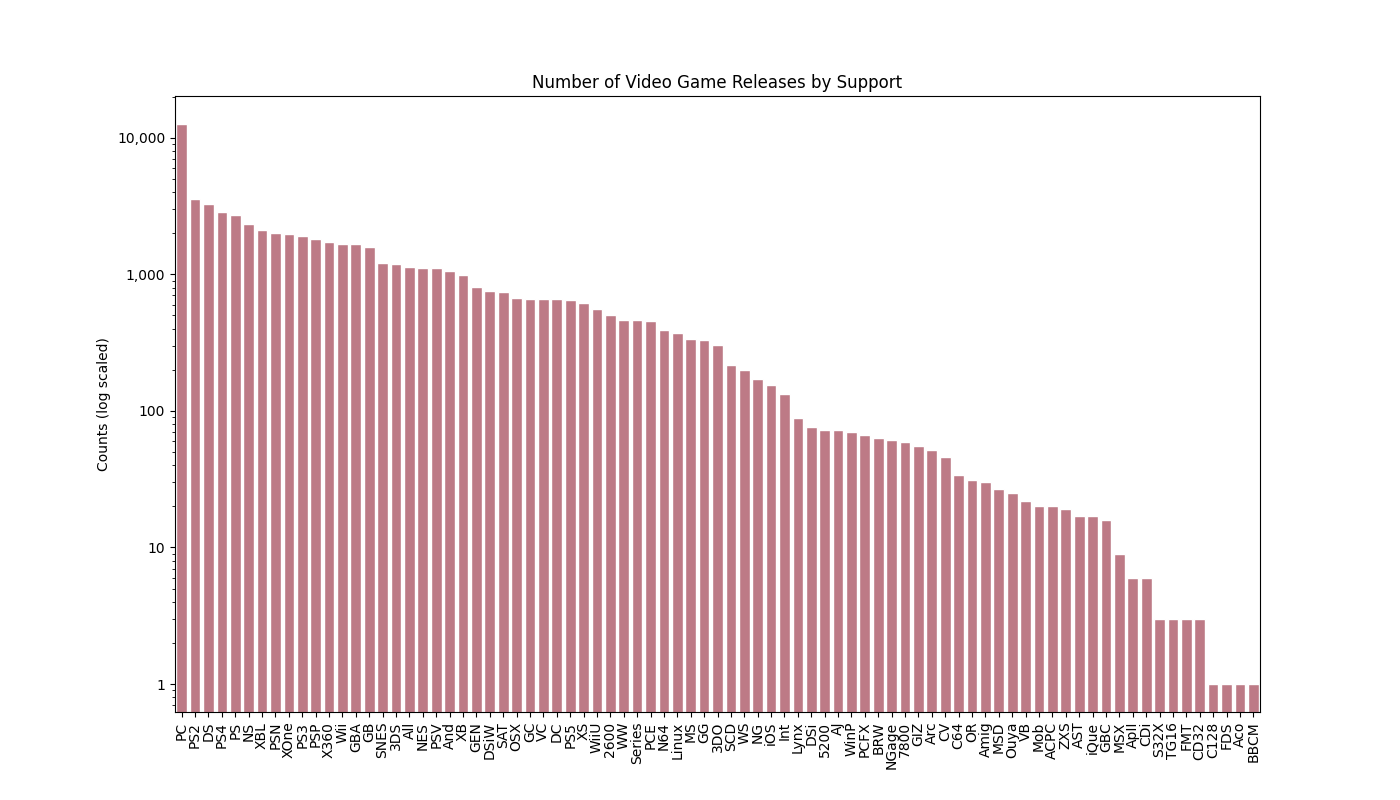 Number of Video Game Releases by Support
Counts (log scaled)
10,000
1,000
100
10
1
PC
PS2
DS
PS4
PS
NS
XBL
PSN
XOne
PS3
PSP
X360
Wii
GBA
GB
SNES
3DS
All
NES
PSV
And
XB
GEN
DSiW
SAT
OSX
GC
VC
DC
PS5
XS
WiiU
2600
WW
Series
PCE
N64
Linux
MS
GG
3DO
SCD
WS
NG
iOS
Int
Lynx
DSi
5200
AJ
WinP
PCFX
BRW
NGage
7800
GIZ
Arc
CV
C64
OR
Amig
MSD
Ouya
VB
Mob
ACPC
ZXS
AST
iQue
GBC
MSX
ApII
CDi
S32X
TG16
FMT
CD32
C128
FDS
Aco
BBCM